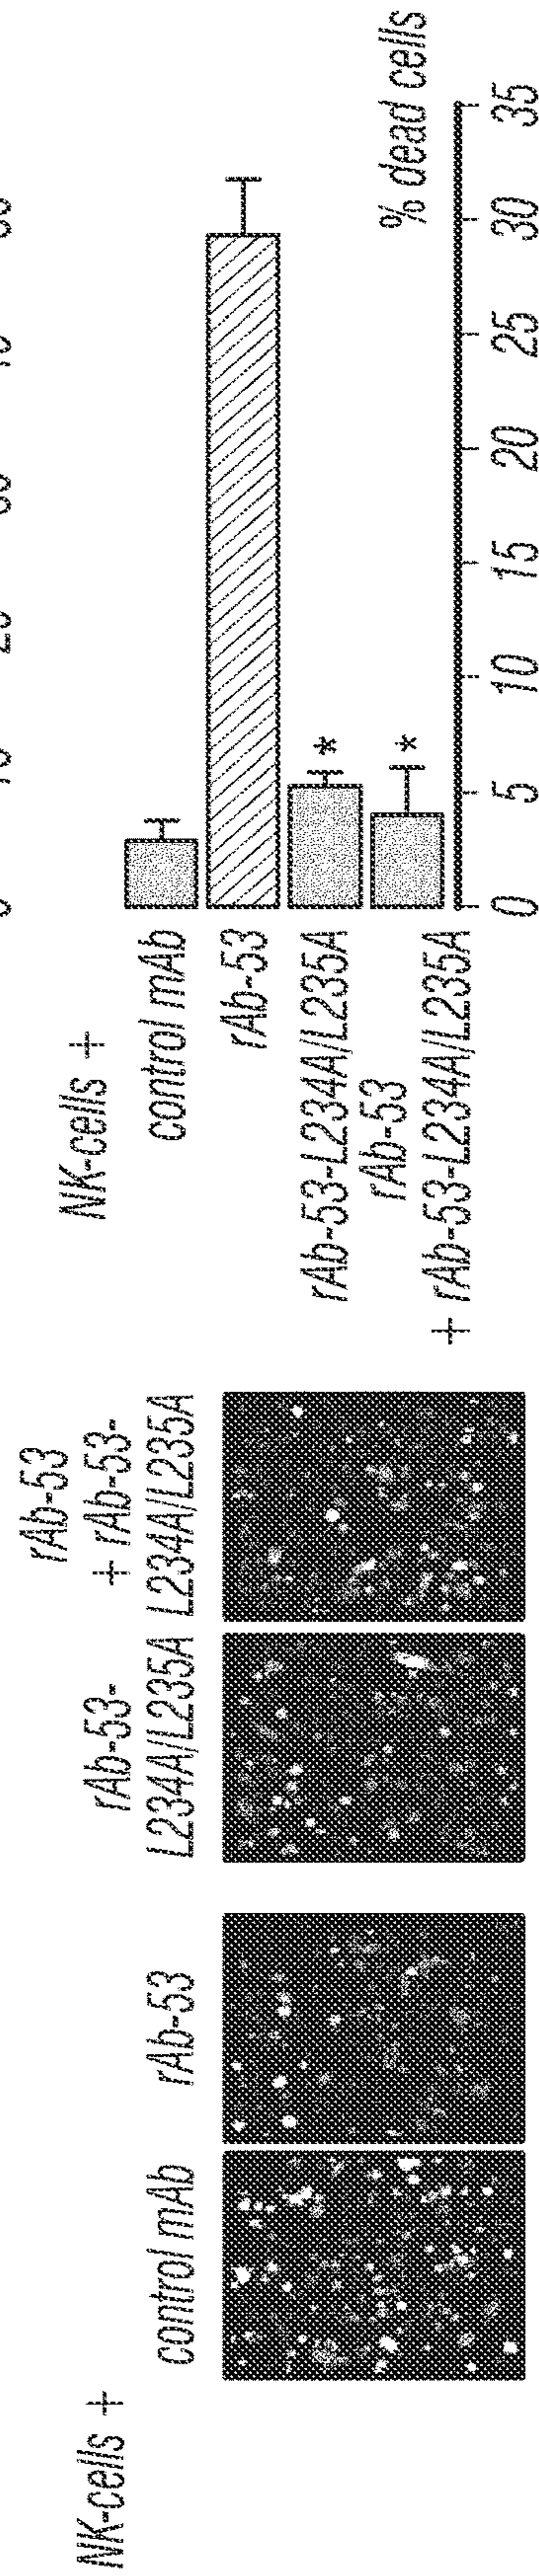 NK-cells +
control mAb
rAb-53
rAb-53-
L234A/L235A
rAb-53
+ rAb-53-
L234A/L235A
NK-cells +
control mAb
rAb-53
rAb-53-L234A/L235A
rAb-53
+ rAb-53-L234A/L235A
*
*
% dead cells
0 5 10 15 20 25 30 35